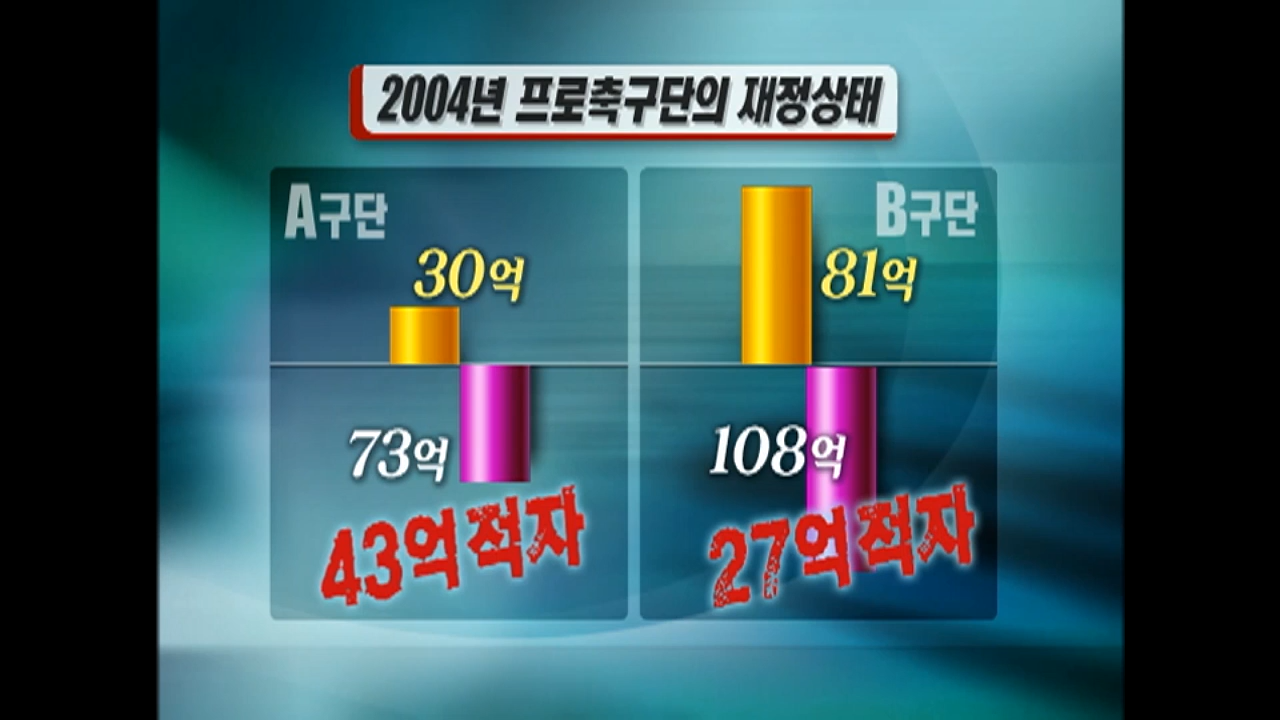 2004년 프로축구단의 재정상태
A구단
30억
73억
43억 적자
B구단
81억
108억
27억 적자